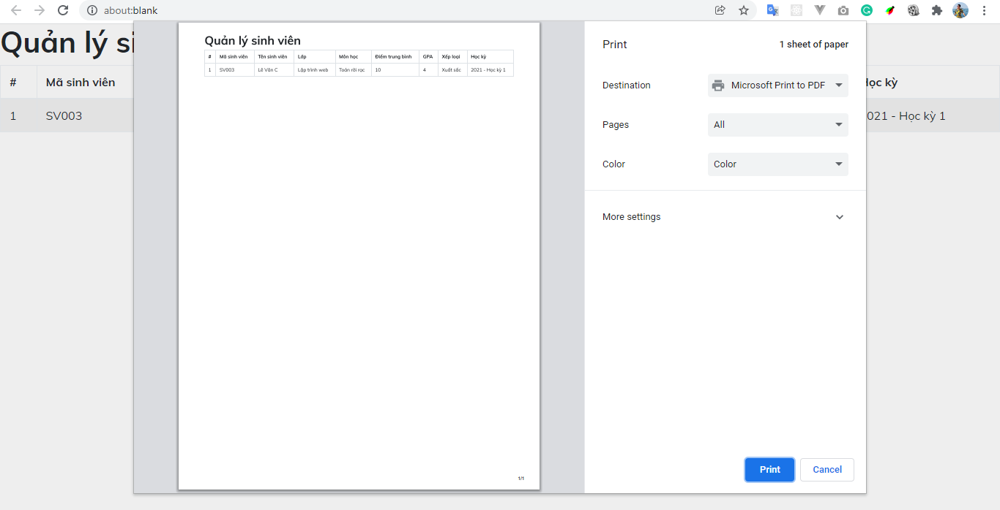 about:blank
Quản lý si
# Mã sinh viên
1 SV003
Học kỳ
021 - Học kỳ 1
Quản lý sinh viên
# Mã sinh viên Tên sinh viên Lớp Môn học Điểm trung bình GPA Xếp loại Học kỳ
1 SV003 Lê Văn C Lập trình web Toán rời rạc 10 4 Xuất sắc 2021 - Học kỳ 1
1/1
Print 1 sheet of paper
Destination Microsoft Print to PDF
Pages All
Color Color
More settings
Print Cancel